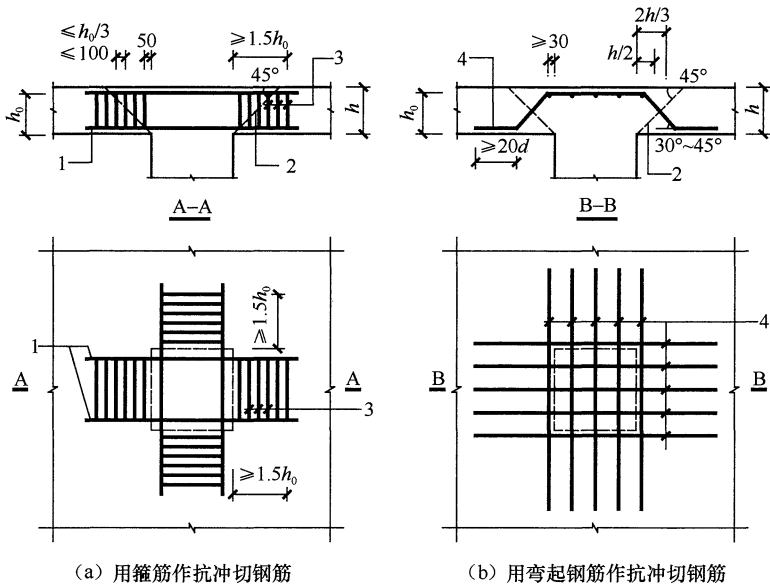 ≤h₀/3
≤100
50
≥1.5h₀
3
45°
h₀
h
1
2
A–A
≥30
2h/3
h/2
4
45°
h₀
h
≥20d
30°~45°
2
B–B
≥1.5h₀
1
A
A
3
≥1.5h₀
4
B
B
（a）用箍筋作抗冲切钢筋
（b）用弯起钢筋作抗冲切钢筋